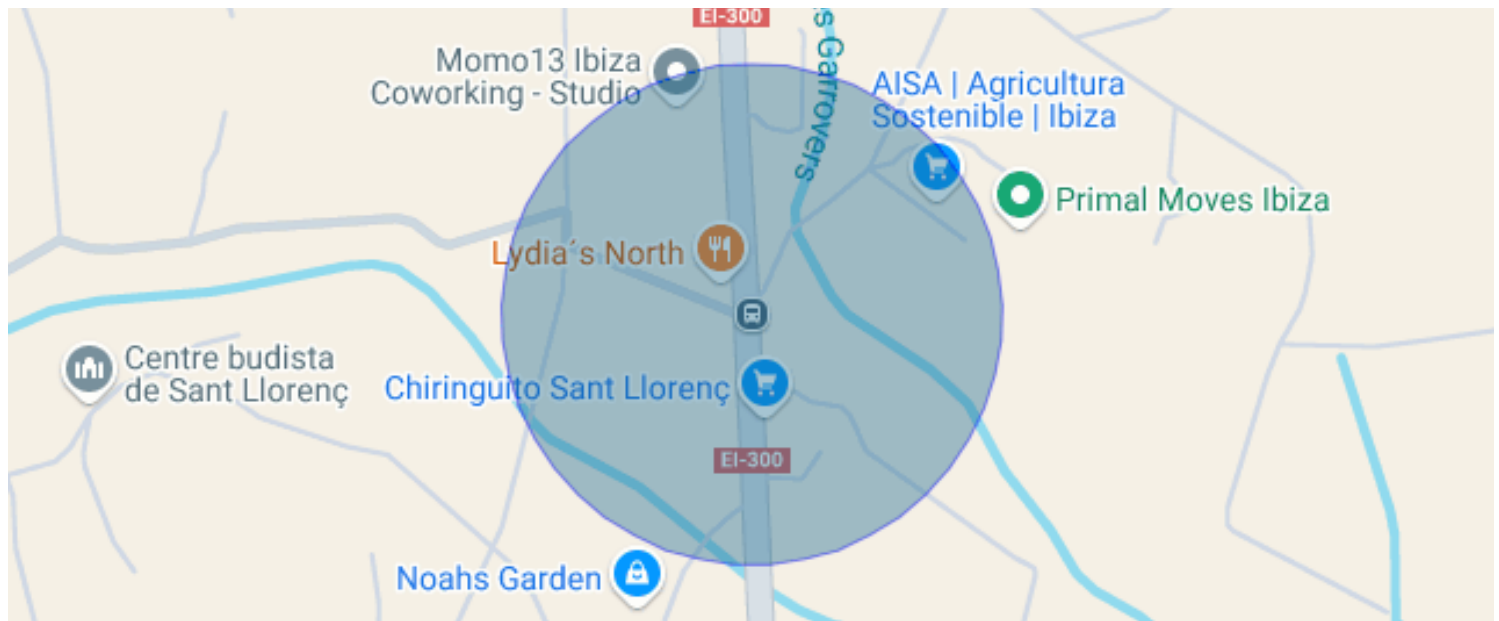 EI-300
Momo13 Ibiza
Coworking - Studio
s Garrovers
AISA | Agricultura
Sostenible | Ibiza
Primal Moves Ibiza
Lydia´s North
Centre budista
de Sant Llorenç
Chiringuito Sant Llorenç
EI-300
Noahs Garden